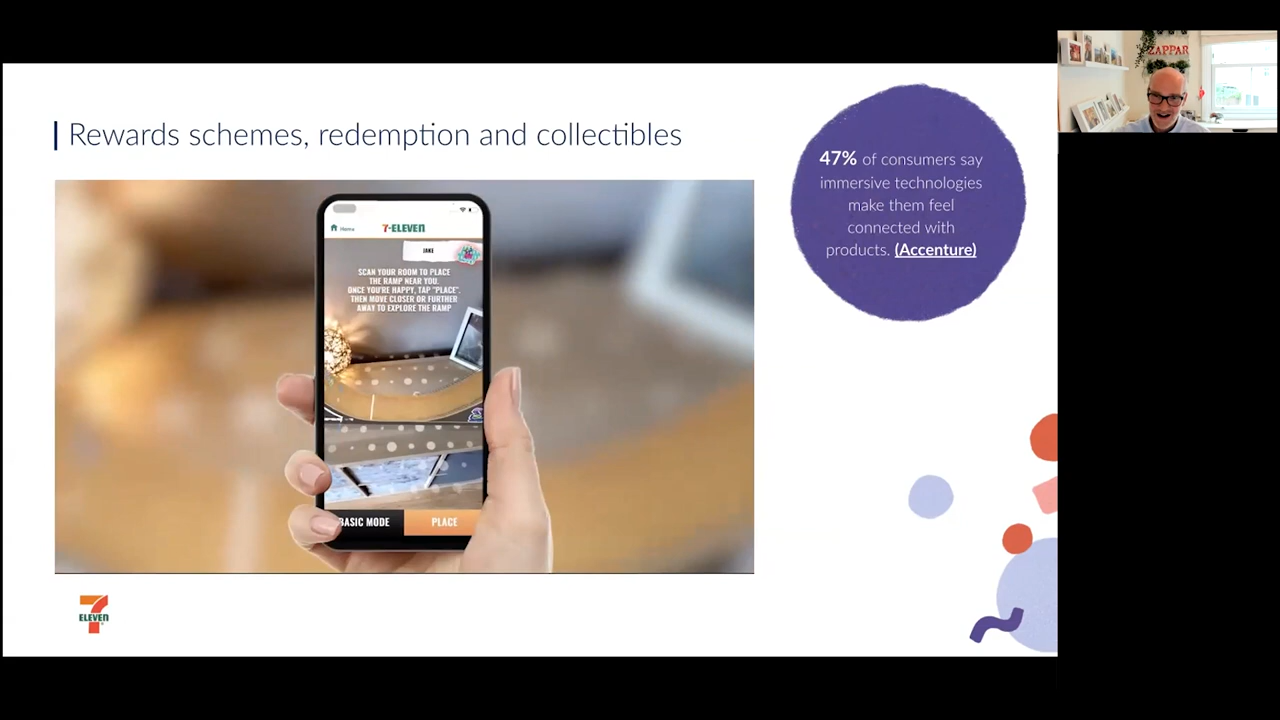 Rewards schemes, redemption and collectibles
47% of consumers say
immersive technologies
make them feel
connected with
products. (Accenture)
ZAPPAR
Home
7-ELEVEN
JAKE
SCAN YOUR ROOM TO PLACE
THE RAMP NEAR YOU.
ONCE YOU'RE HAPPY, TAP "PLACE".
THEN MOVE CLOSER OR FURTHER
AWAY TO EXPLORE THE RAMP
BASIC MODE
PLACE
7
ELEVEN